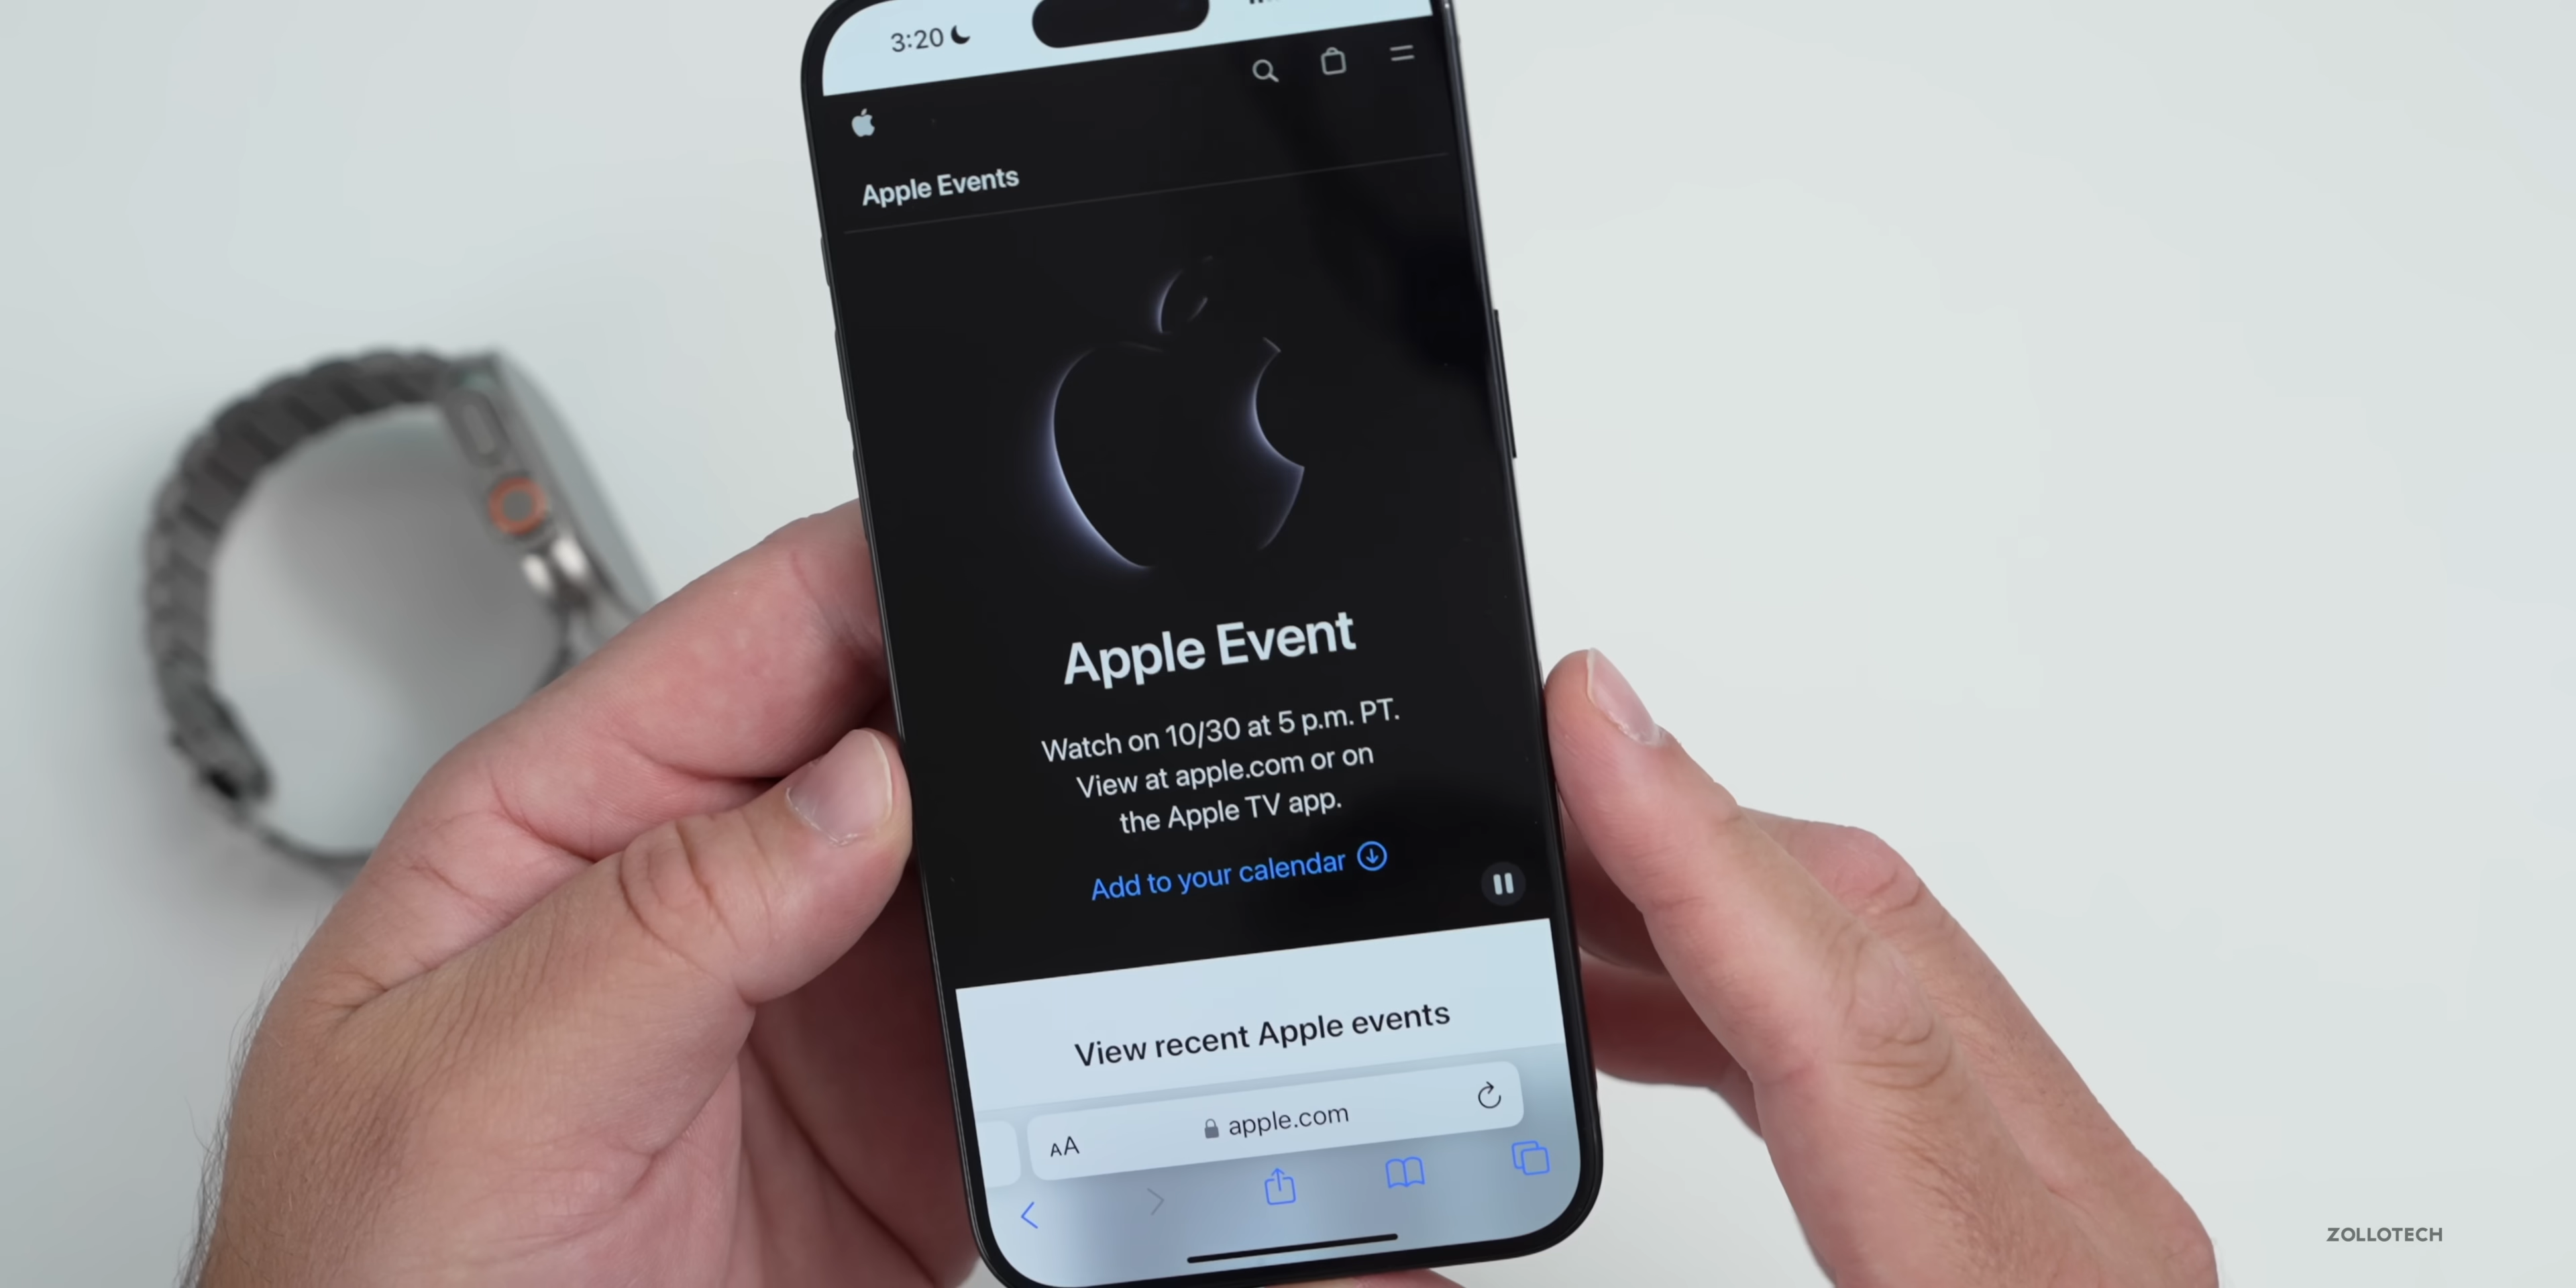 3:20
Apple Events
Apple Event
Watch on 10/30 at 5 p.m. PT.
View at apple.com or on
the Apple TV app.
Add to your calendar
View recent Apple events
AA apple.com
ZOLLOTECH